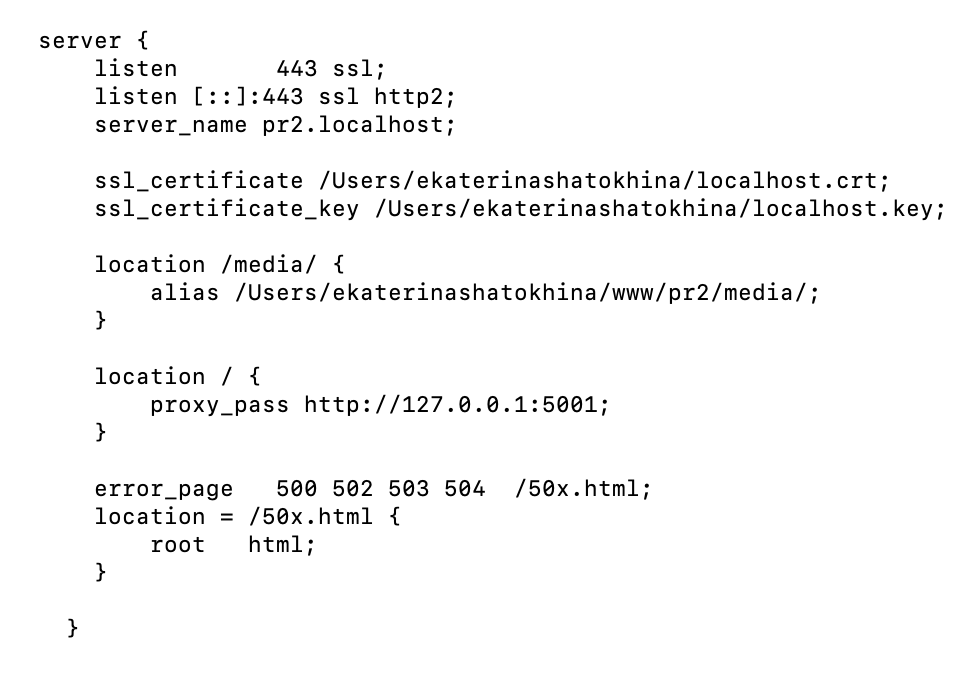 server {
listen 443 ssl;
listen [::]:443 ssl http2;
server_name pr2.localhost;
ssl_certificate /Users/ekaterinashatokhina/localhost.crt;
ssl_certificate_key /Users/ekaterinashatokhina/localhost.key;
location /media/ {
alias /Users/ekaterinashatokhina/www/pr2/media/;
}
location / {
proxy_pass http://127.0.0.1:5001;
}
error_page 500 502 503 504 /50x.html;
location = /50x.html {
root html;
}
}